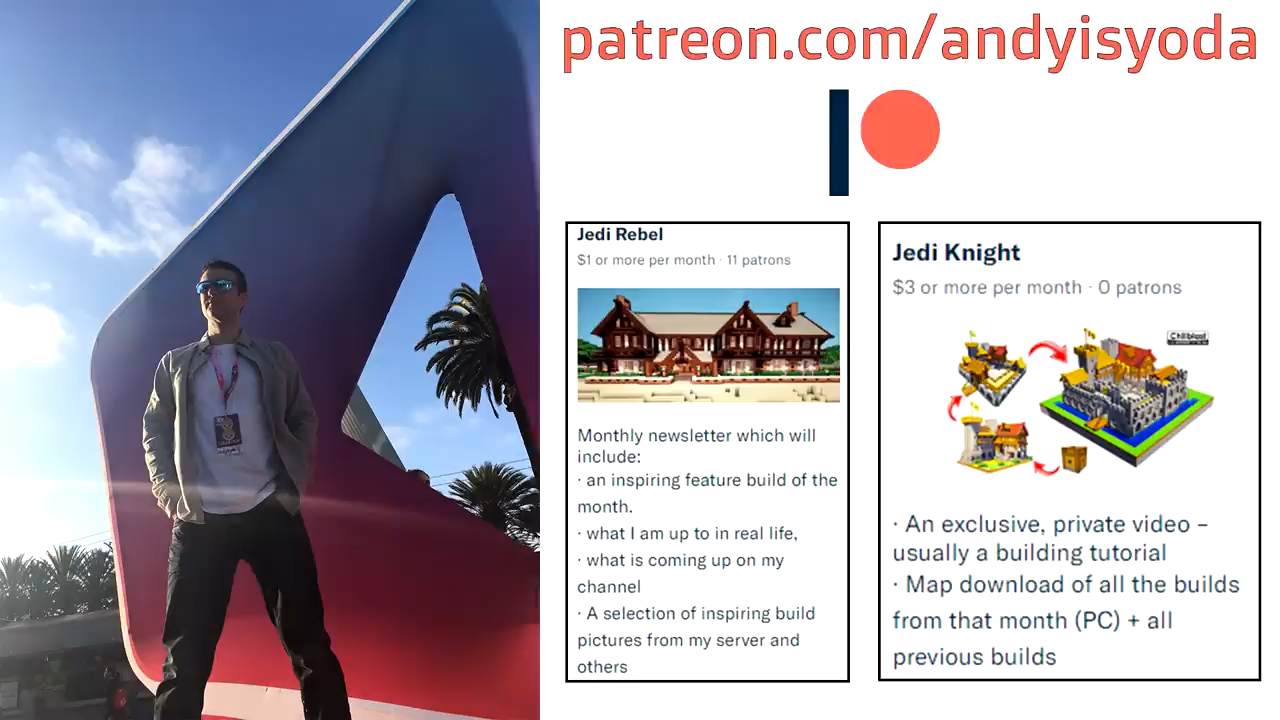 patreon.com/andyisyoda
Jedi Rebel
$1 or more per month · 11 patrons
Monthly newsletter which will
include:
· an inspiring feature build of the
month.
· what I am up to in real life,
· what is coming up on my
channel
· A selection of inspiring build
pictures from my server and
others
Jedi Knight
$3 or more per month · 0 patrons
· An exclusive, private video –
usually a building tutorial
· Map download of all the builds
from that month (PC) + all
previous builds